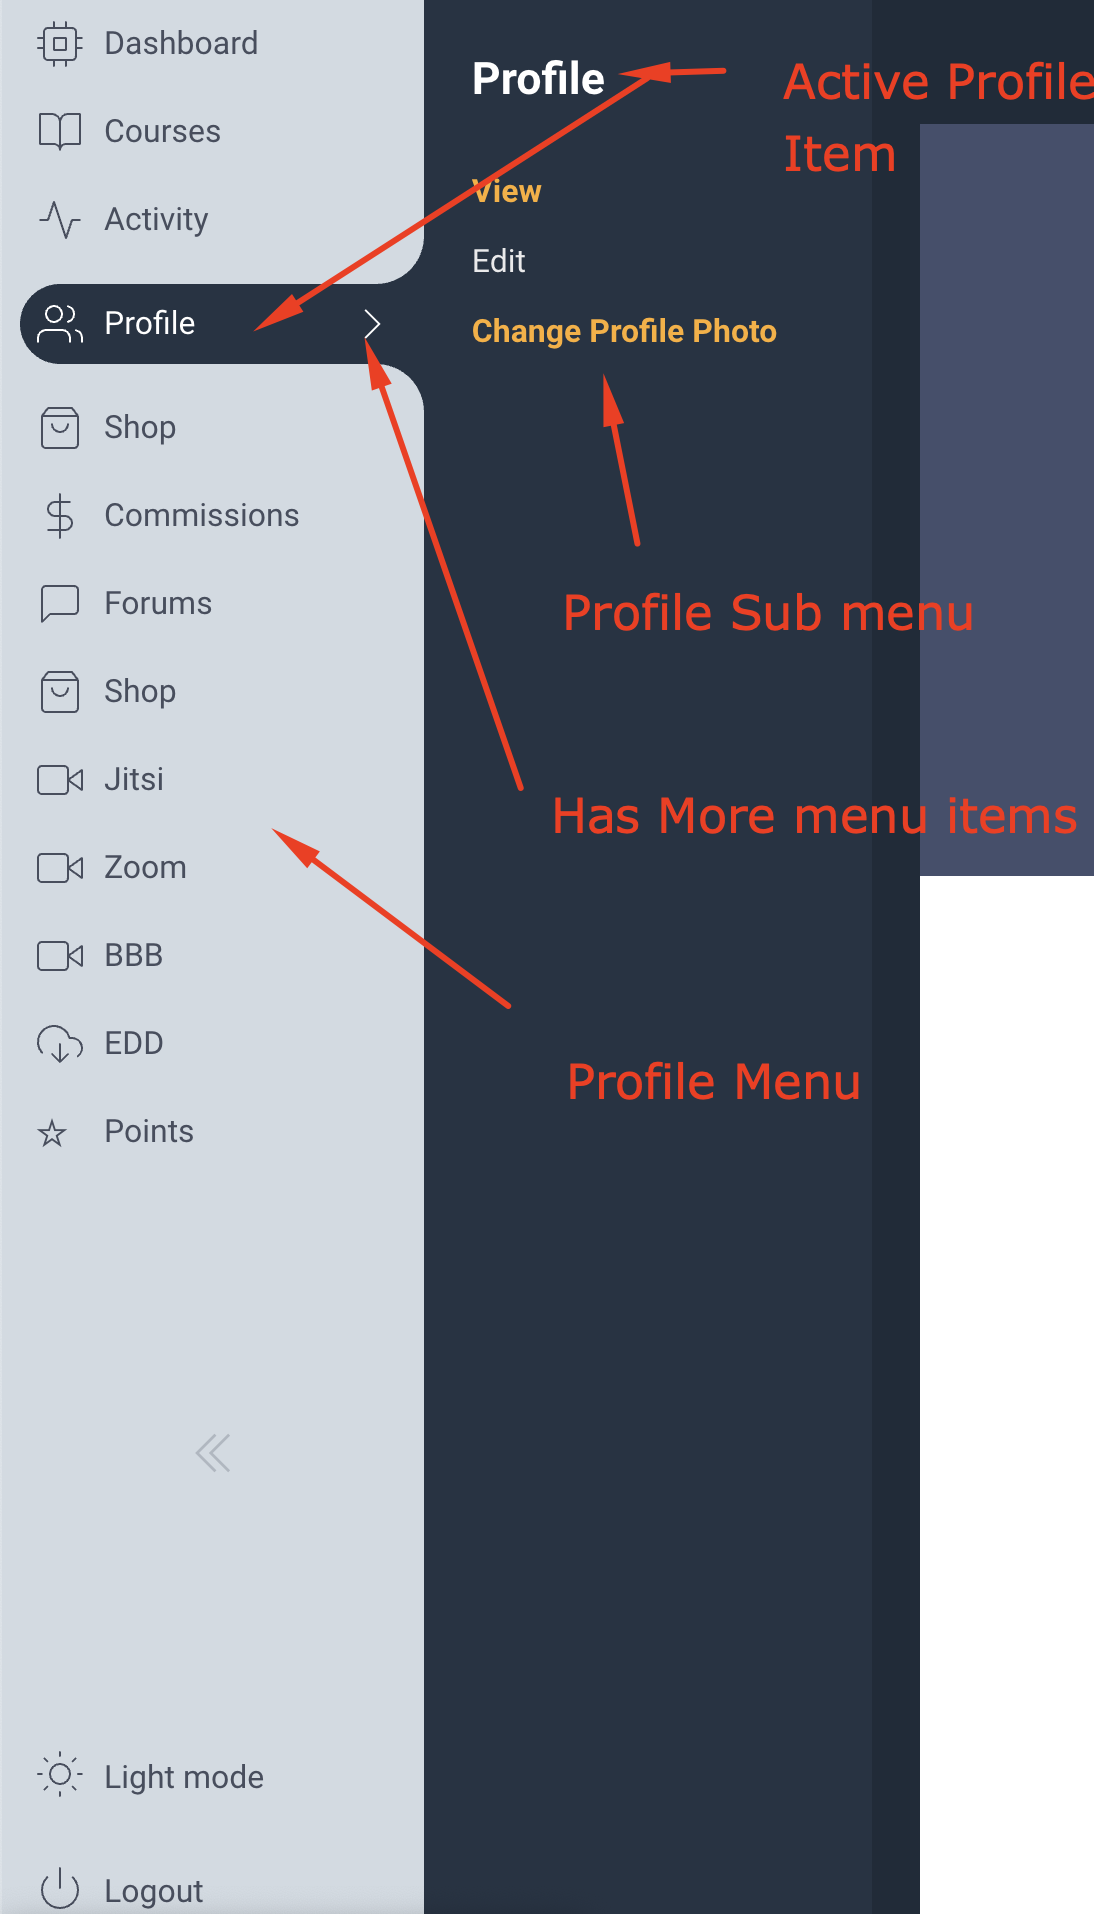 Dashboard
Courses
Activity
Profile
Shop
Commissions
Forums
Shop
Jitsi
Zoom
BBB
EDD
Points
Light mode
Logout
Profile
View
Edit
Change Profile Photo
Active Profile
Item
Profile Sub menu
Has More menu items
Profile Menu